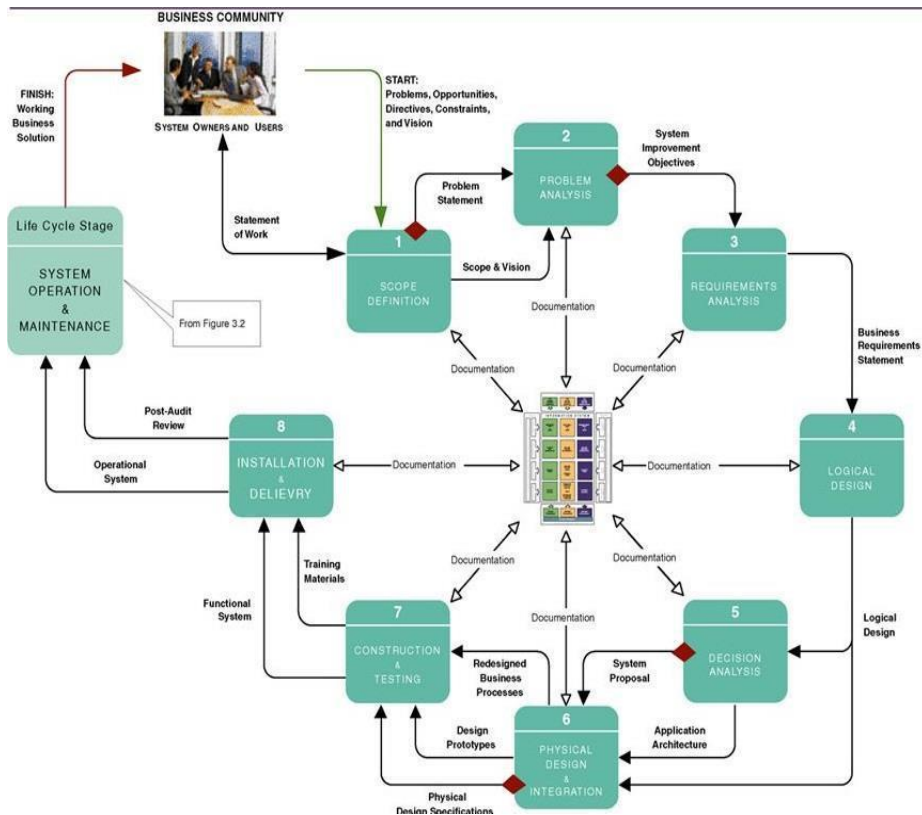 BUSINESS COMMUNITY
SYSTEM OWNERS AND USERS
FINISH:
Working
Business
Solution
START:
Problems, Opportunities,
Directives, Constraints,
and Vision
Statement
of Work
Problem
Statement
Scope & Vision
1
SCOPE
DEFINITION
2
PROBLEM
ANALYSIS
System
Improvement
Objectives
3
REQUIREMENTS
ANALYSIS
Life Cycle Stage
SYSTEM
OPERATION
&
MAINTENANCE
From Figure 3.2
Documentation
Documentation
Documentation
Business
Requirements
Statement
4
LOGICAL
DESIGN
Post-Audit
Review
Operational
System
8
INSTALLATION
&
DELIEVRY
Documentation
INFORMATION SYSTEM
Documentation
Training
Materials
Functional
System
Documentation
Documentation
Documentation
7
CONSTRUCTION
&
TESTING
Redesigned
Business
Processes
System
Proposal
5
DECISION
ANALYSIS
Logical
Design
Design
Prototypes
6
PHYSICAL
DESIGN
&
INTEGRATION
Application
Architecture
Physical
Design Specifications